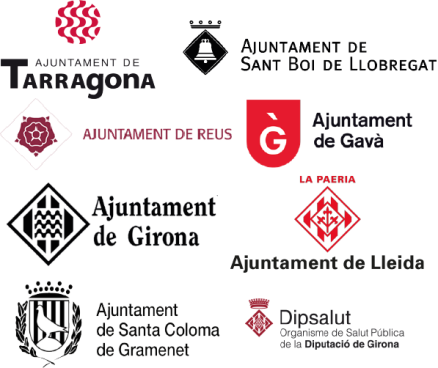 AJUNTAMENT DE
TARRAGONA
AJUNTAMENT DE
SANT BOI DE LLOBREGAT
AJUNTAMENT DE REUS
G̀
Ajuntament
de Gavà
Ajuntament
de Girona
LA PAERIA
Ajuntament de Lleida
Ajuntament
de Santa Coloma
de Gramenet
Dipsalut
Organisme de Salut Pública
de la Diputació de Girona